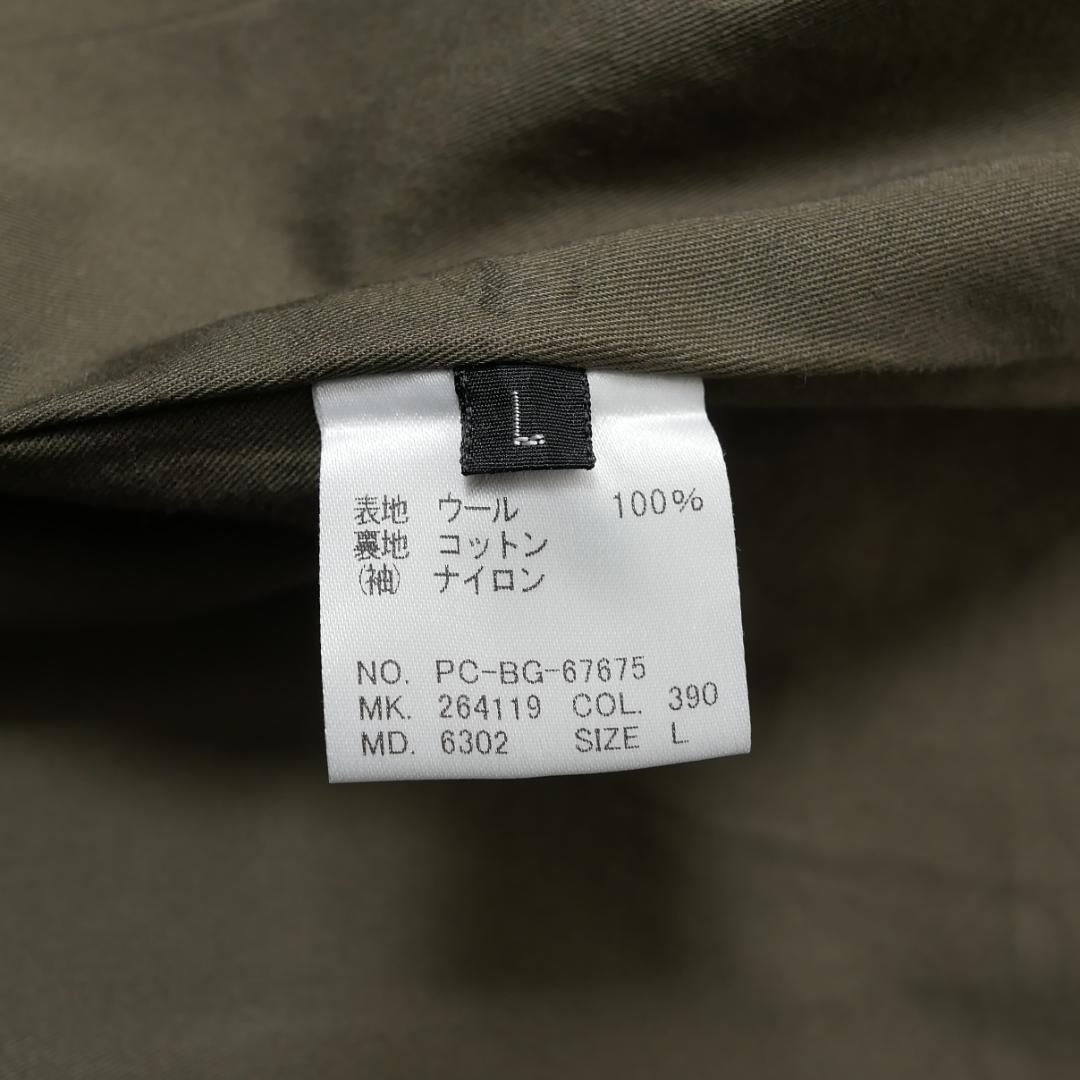 L
表地 ウール 100%
裏地 コットン
(袖) ナイロン
NO. PC-BG-67675
MK. 264119 COL. 390
MD. 6302 SIZE L